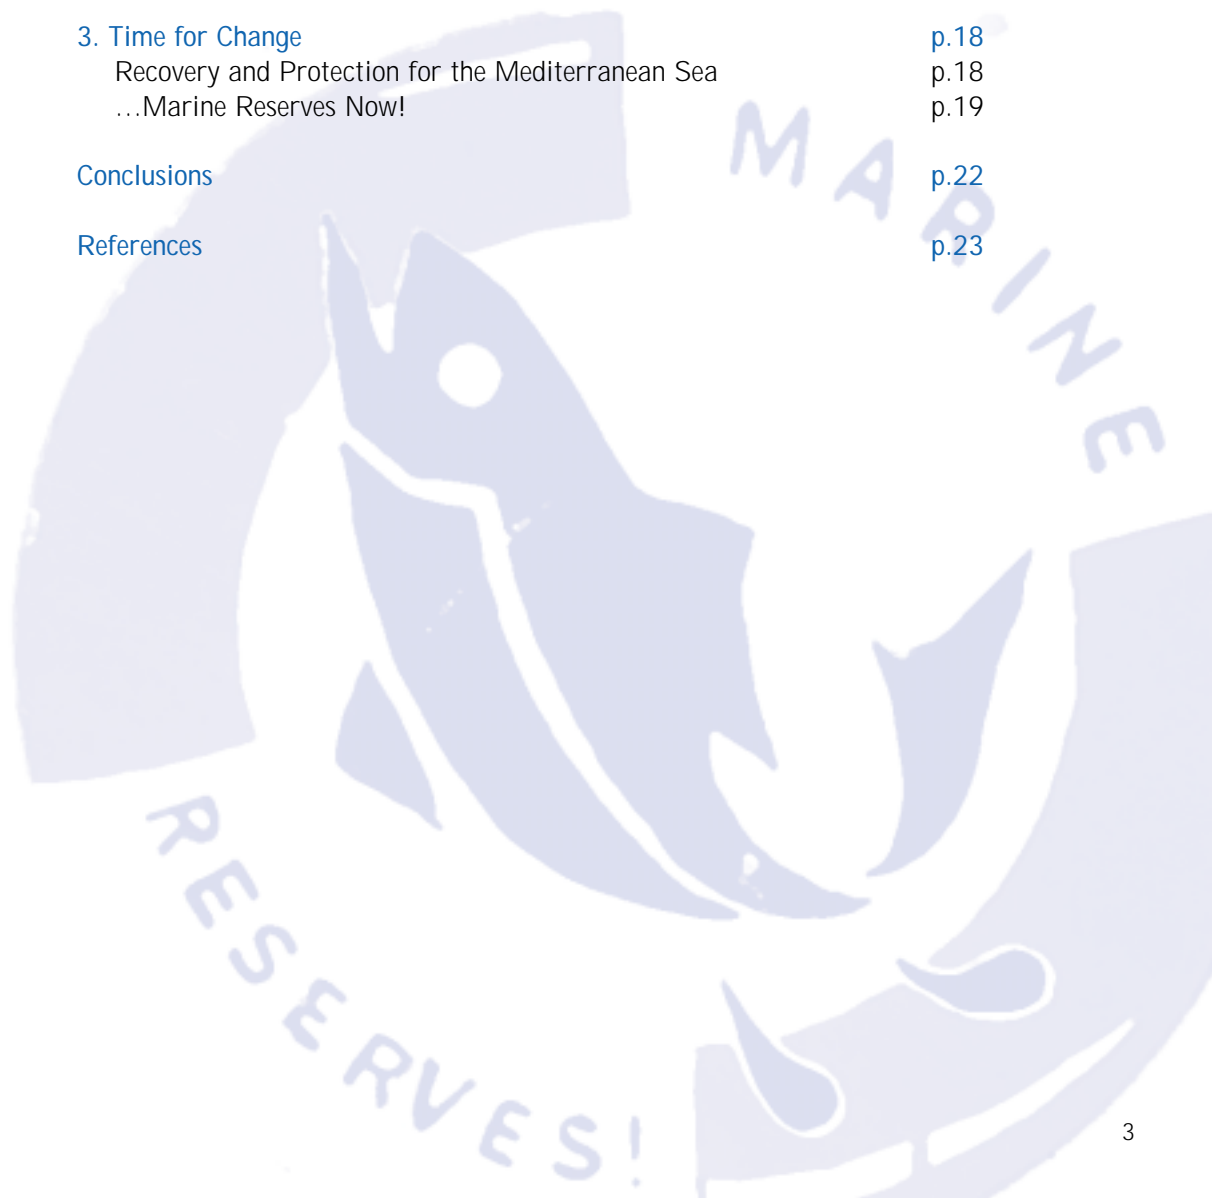 3. Time for Change p.18
Recovery and Protection for the Mediterranean Sea p.18
…Marine Reserves Now! p.19
Conclusions p.22
References p.23
MARINE
RESERVES!
3